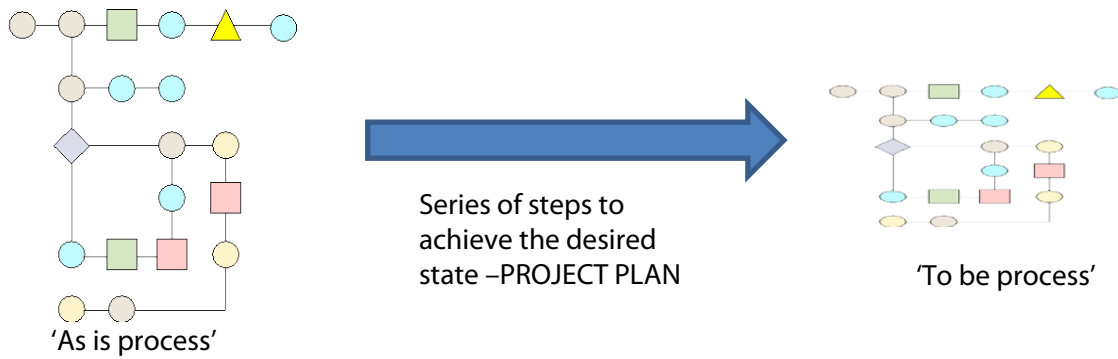 Series of steps to
achieve the desired
state –PROJECT PLAN
'To be process'
'As is process'